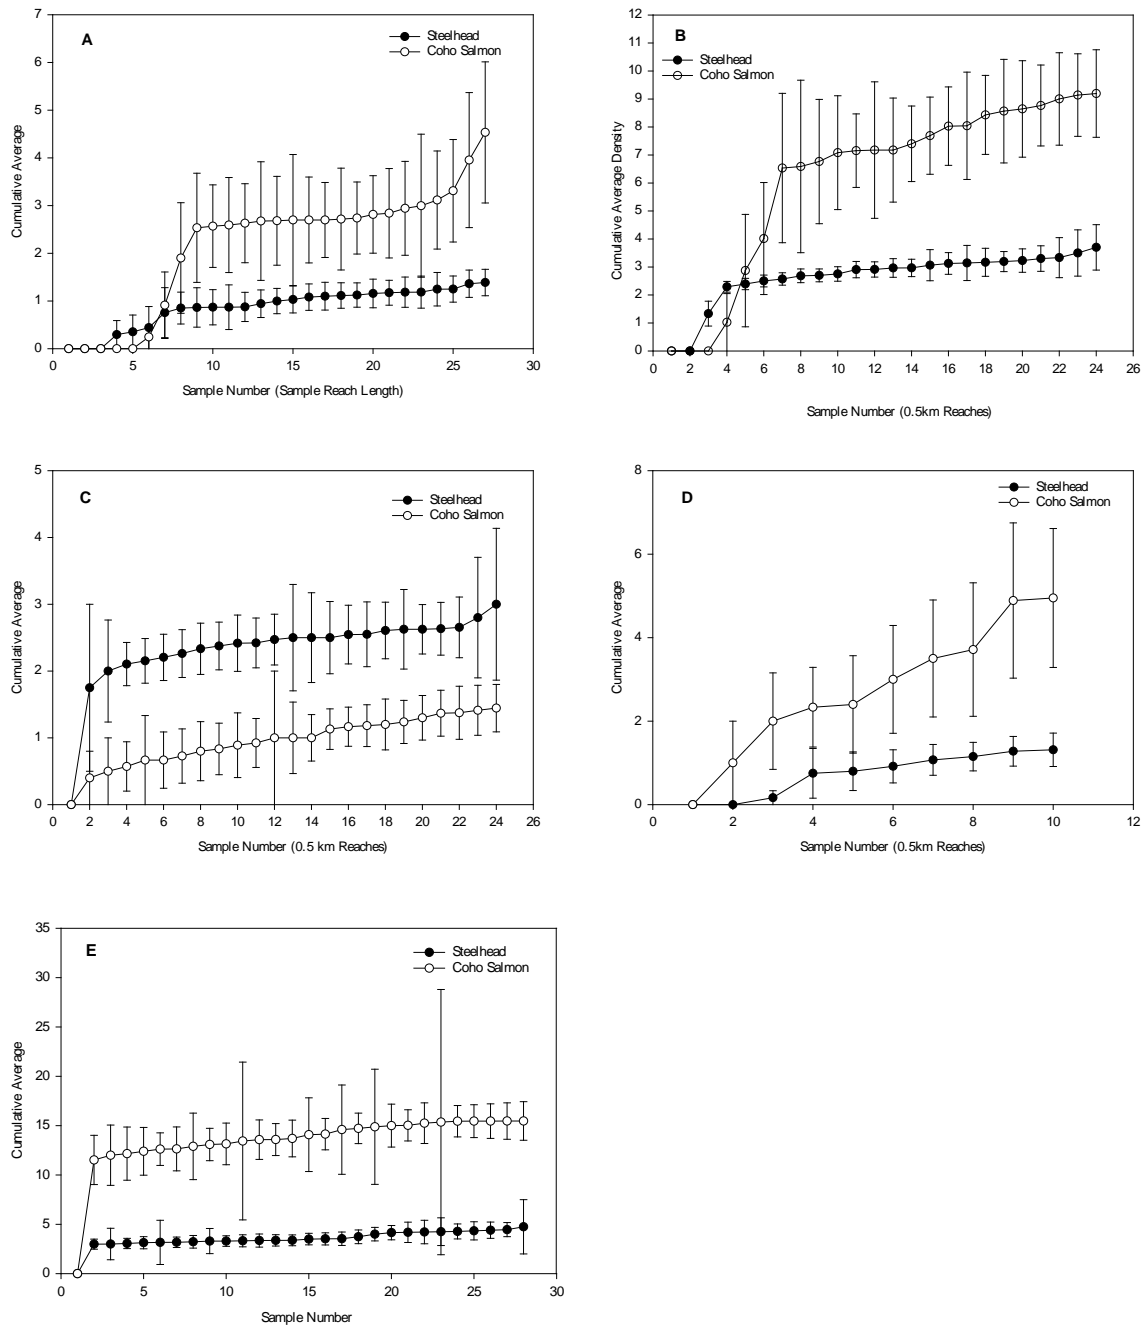 A
Steelhead
Coho Salmon
Cumulative Average
7
6
5
4
3
2
1
0
0 5 10 15 20 25 30
Sample Number (Sample Reach Length)
B
Steelhead
Coho Salmon
Cumulative Average Density
12
11
10
9
8
7
6
5
4
3
2
1
0
0 2 4 6 8 10 12 14 16 18 20 22 24 26
Sample Number (0.5km Reaches)
C
Steelhead
Coho Salmon
Cumulative Average
5
4
3
2
1
0
0 2 4 6 8 10 12 14 16 18 20 22 24 26
Sample Number (0.5 km Reaches)
D
Steelhead
Coho Salmon
Cumulative Average
8
6
4
2
0
0 2 4 6 8 10 12
Sample Number (0.5km Reaches)
E
Steelhead
Coho Salmon
Cumulative Average
35
30
25
20
15
10
5
0
0 5 10 15 20 25 30
Sample Number